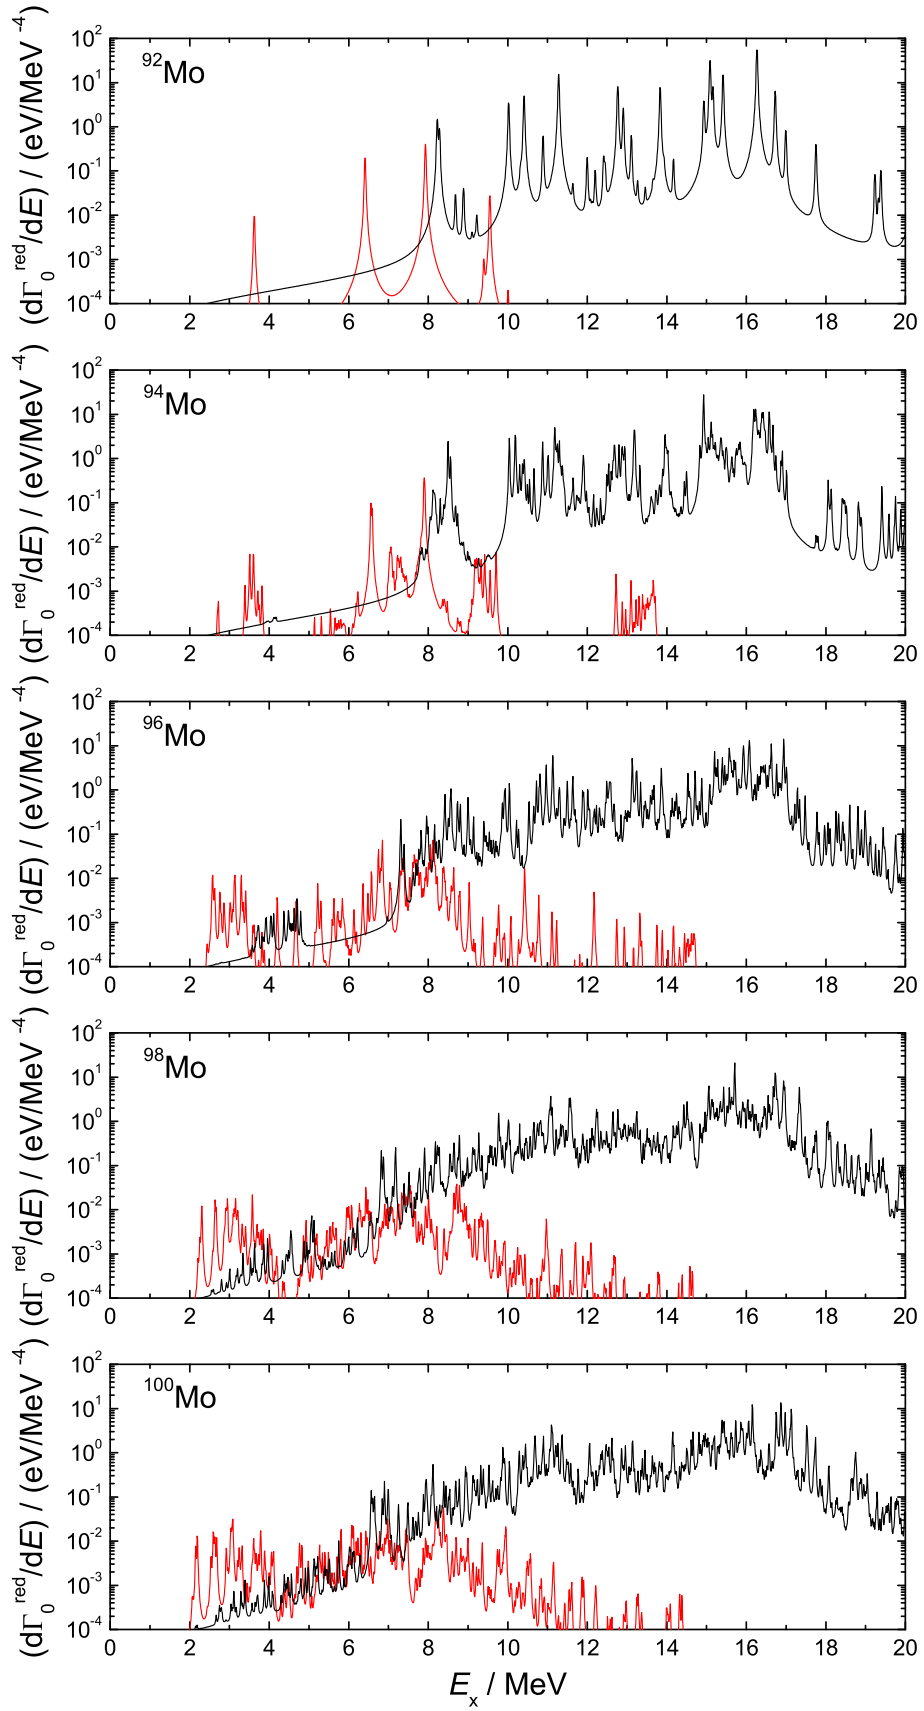 (dΓ₀ʳᵉᵈ/dE) / (eV/MeV⁻⁴)
⁹²Mo
10² 10¹ 10⁰ 10⁻¹ 10⁻² 10⁻³ 10⁻⁴
0 2 4 6 8 10 12 14 16 18 20
(dΓ₀ʳᵉᵈ/dE) / (eV/MeV⁻⁴)
⁹⁴Mo
10² 10¹ 10⁰ 10⁻¹ 10⁻² 10⁻³ 10⁻⁴
0 2 4 6 8 10 12 14 16 18 20
(dΓ₀ʳᵉᵈ/dE) / (eV/MeV⁻⁴)
⁹⁶Mo
10² 10¹ 10⁰ 10⁻¹ 10⁻² 10⁻³ 10⁻⁴
0 2 4 6 8 10 12 14 16 18 20
(dΓ₀ʳᵉᵈ/dE) / (eV/MeV⁻⁴)
⁹⁸Mo
10² 10¹ 10⁰ 10⁻¹ 10⁻² 10⁻³ 10⁻⁴
0 2 4 6 8 10 12 14 16 18 20
(dΓ₀ʳᵉᵈ/dE) / (eV/MeV⁻⁴)
¹⁰⁰Mo
10² 10¹ 10⁰ 10⁻¹ 10⁻² 10⁻³ 10⁻⁴
0 2 4 6 8 10 12 14 16 18 20
Eₓ / MeV